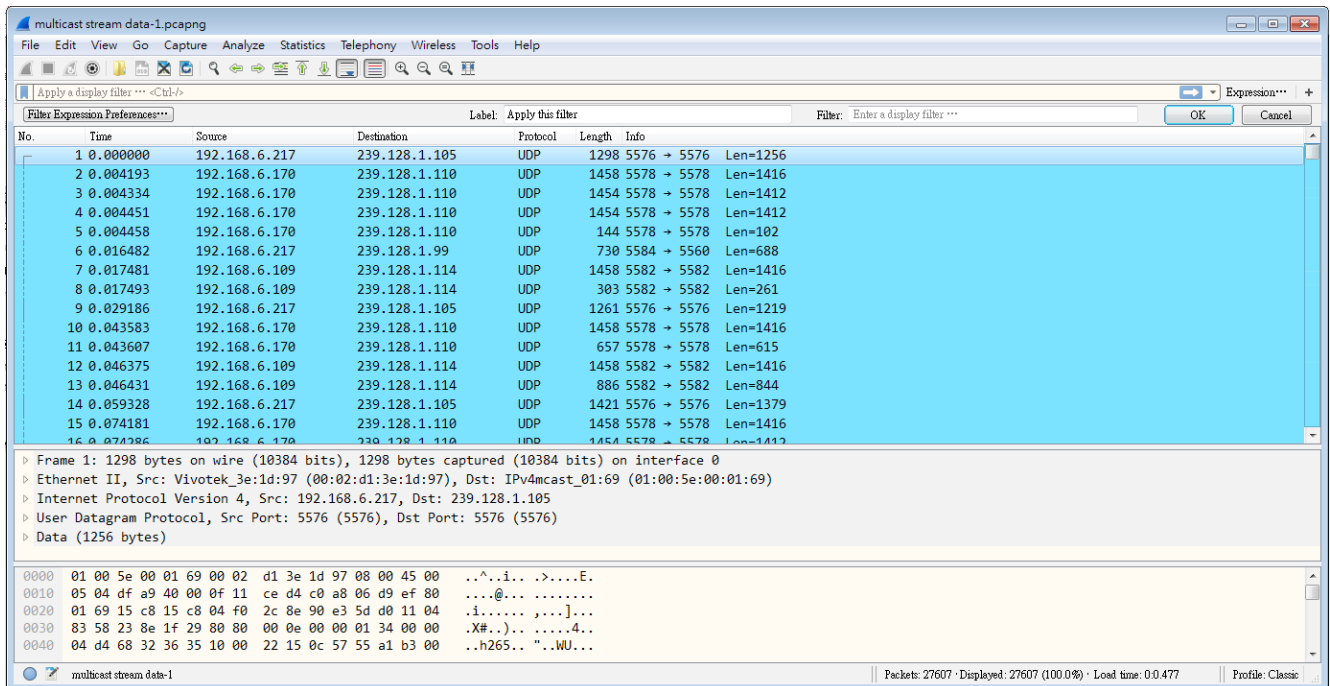 multicast stream data-1.pcapng
File Edit View Go Capture Analyze Statistics Telephony Wireless Tools Help
Apply a display filter ··· <Ctrl-/> Expression··· +
Filter Expression Preferences··· Label: Apply this filter Filter: Enter a display filter ··· OK Cancel
No. Time Source Destination Protocol Length Info
1 0.000000 192.168.6.217 239.128.1.105 UDP 1298 5576 → 5576 Len=1256
2 0.004193 192.168.6.170 239.128.1.110 UDP 1458 5578 → 5578 Len=1416
3 0.004334 192.168.6.170 239.128.1.110 UDP 1454 5578 → 5578 Len=1412
4 0.004451 192.168.6.170 239.128.1.110 UDP 1454 5578 → 5578 Len=1412
5 0.004458 192.168.6.170 239.128.1.110 UDP 144 5578 → 5578 Len=102
6 0.016482 192.168.6.217 239.128.1.99 UDP 730 5584 → 5560 Len=688
7 0.017481 192.168.6.109 239.128.1.114 UDP 1458 5582 → 5582 Len=1416
8 0.017493 192.168.6.109 239.128.1.114 UDP 303 5582 → 5582 Len=261
9 0.029186 192.168.6.217 239.128.1.105 UDP 1261 5576 → 5576 Len=1219
10 0.043583 192.168.6.170 239.128.1.110 UDP 1458 5578 → 5578 Len=1416
11 0.043607 192.168.6.170 239.128.1.110 UDP 657 5578 → 5578 Len=615
12 0.046375 192.168.6.109 239.128.1.114 UDP 1458 5582 → 5582 Len=1416
13 0.046431 192.168.6.109 239.128.1.114 UDP 886 5582 → 5582 Len=844
14 0.059328 192.168.6.217 239.128.1.105 UDP 1421 5576 → 5576 Len=1379
15 0.074181 192.168.6.170 239.128.1.110 UDP 1458 5578 → 5578 Len=1416
16 0.074286 192.168.6.170 239.128.1.110 UDP 1454 5578 → 5578 Len=1412
Frame 1: 1298 bytes on wire (10384 bits), 1298 bytes captured (10384 bits) on interface 0
Ethernet II, Src: Vivotek_3e:1d:97 (00:02:d1:3e:1d:97), Dst: IPv4mcast_01:69 (01:00:5e:00:01:69)
Internet Protocol Version 4, Src: 192.168.6.217, Dst: 239.128.1.105
User Datagram Protocol, Src Port: 5576 (5576), Dst Port: 5576 (5576)
Data (1256 bytes)
0000 01 00 5e 00 01 69 00 02 d1 3e 1d 97 08 00 45 00 ..^..i.. .>....E.
0010 05 04 df a9 40 00 0f 11 ce d4 c0 a8 06 d9 ef 80 ....@... ........
0020 01 69 15 c8 15 c8 04 f0 2c 8e 90 e3 5d d0 11 04 .i...... ,...]...
0030 83 58 23 8e 1f 29 80 80 00 0e 00 00 01 34 00 00 .X#..).. .....4..
0040 04 d4 68 32 36 35 10 00 22 15 0c 57 55 a1 b3 00 ..h265.. "..WU...
multicast stream data-1 Packets: 27607 · Displayed: 27607 (100.0%) · Load time: 0:0.477 Profile: Classic